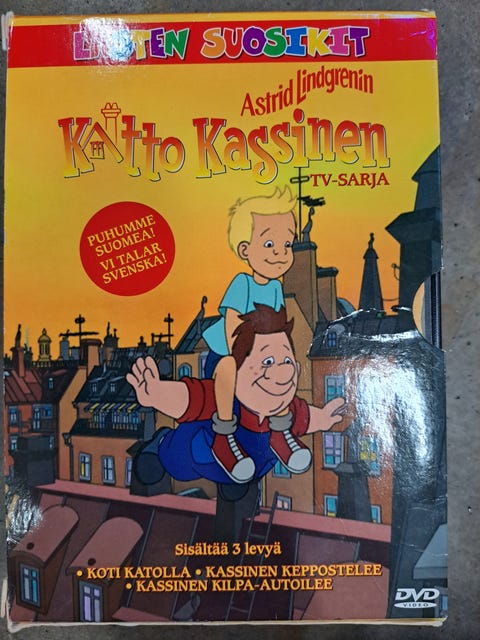 LASTEN SUOSIKIT
Astrid Lindgrenin
Katto Kassinen
TV-SARJA
PUHUMME
SUOMEA!
VI TALAR
SVENSKA!
Sisältää 3 levyä
• KOTI KATOLLA • KASSINEN KEPPOSTELEE
• KASSINEN KILPA-AUTOILEE
DVD
VIDEO